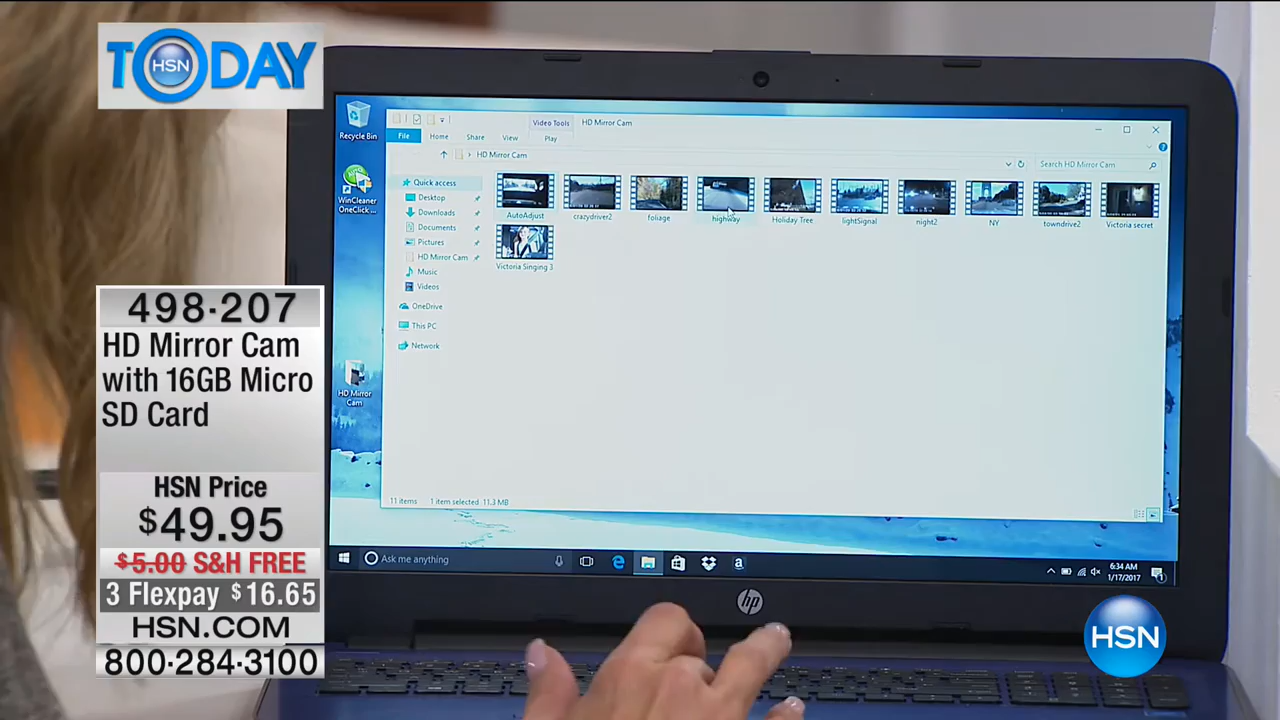 HSN TODAY
498-207
HD Mirror Cam
with 16GB Micro
SD Card
HSN Price
$49.95
$5.00 S&H FREE
3 Flexpay $16.65
HSN.COM
800-284-3100
Recycle Bin
WinCleaner
OneClick ...
HD Mirror
Cam
Video Tools HD Mirror Cam
File Home Share View Play
HD Mirror Cam
Search HD Mirror Cam
Quick access
Desktop
Downloads
Documents
Pictures
HD Mirror Cam
Music
Videos
OneDrive
This PC
Network
AutoAdjust crazydriver2 foliage highway Holiday Tree lightSignal night2 NY towndrive2 Victoria secret
Victoria Singing 3
11 items 1 item selected 11.3 MB
Ask me anything
a
6:34 AM
1/17/2017
hp
HSN